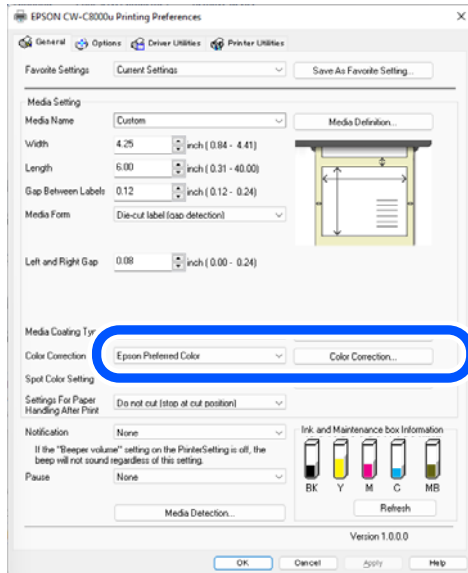 EPSON CW-C8000u Printing Preferences
General Options Driver Utilities Printer Utilities
Favorite Settings Current Settings Save As Favorite Setting...
Media Setting
Media Name Custom Media Definition...
Width 4.25 inch ( 0.84 - 4.41)
Length 6.00 inch ( 0.31 - 40.00)
Gap Between Labels 0.12 inch ( 0.12 - 0.24)
Media Form Die-cut label (gap detection)
Left and Right Gap 0.08 inch ( 0.00 - 0.24)
Media Coating Typ
Color Correction Epson Preferred Color Color Correction...
Spot Color Setting
Settings For Paper
Handling After Print Do not cut (stop at cut position)
Notification None Ink and Maintenance box Information
If the "Beeper volume" setting on the PrinterSetting is off, the
beep will not sound regardless of this setting.
Pause None
BK Y M C MB
Media Detection... Refresh
Version 1.0.0.0
OK Cancel Apply Help